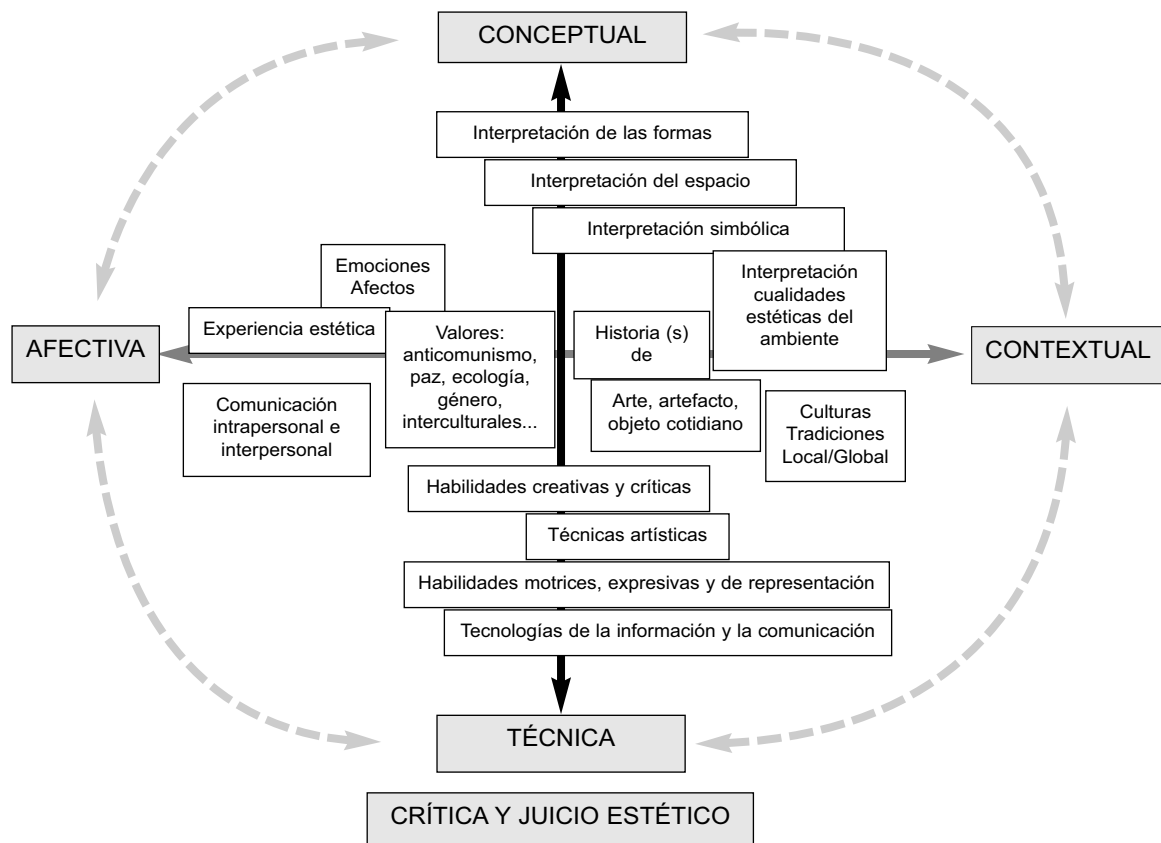 CONCEPTUAL
Interpretación de las formas
Interpretación del espacio
Interpretación simbólica
Emociones
Afectos
Interpretación
cualidades
estéticas del
ambiente
Experiencia estética
AFECTIVA
Valores:
anticomunismo,
paz, ecología,
género,
interculturales...
Historia (s)
de
CONTEXTUAL
Comunicación
intrapersonal e
interpersonal
Arte, artefacto,
objeto cotidiano
Culturas
Tradiciones
Local/Global
Habilidades creativas y críticas
Técnicas artísticas
Habilidades motrices, expresivas y de representación
Tecnologías de la información y la comunicación
TÉCNICA
CRÍTICA Y JUICIO ESTÉTICO